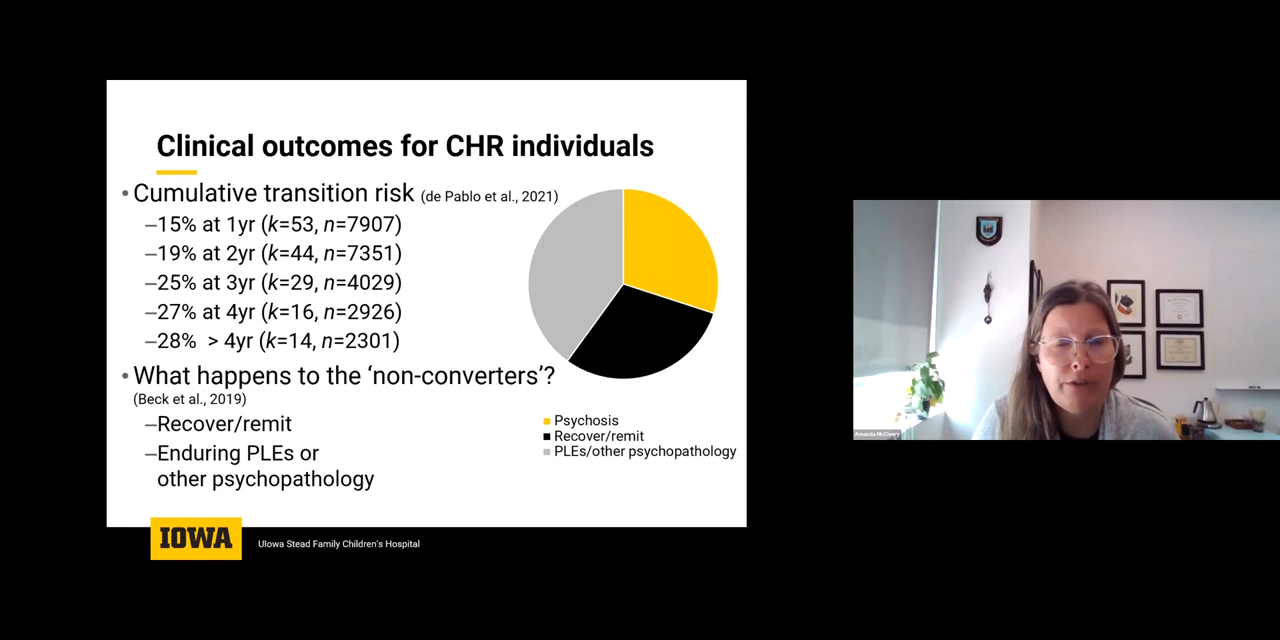 Clinical outcomes for CHR individuals
• Cumulative transition risk (de Pablo et al., 2021)
–15% at 1yr (k=53, n=7907)
–19% at 2yr (k=44, n=7351)
–25% at 3yr (k=29, n=4029)
–27% at 4yr (k=16, n=2926)
–28%  > 4yr (k=14, n=2301)
• What happens to the ‘non-converters’?
(Beck et al., 2019)
–Recover/remit
–Enduring PLEs or
other psychopathology
Psychosis
Recover/remit
PLEs/other psychopathology
IOWA
UIowa Stead Family Children's Hospital
Amanda McCleery